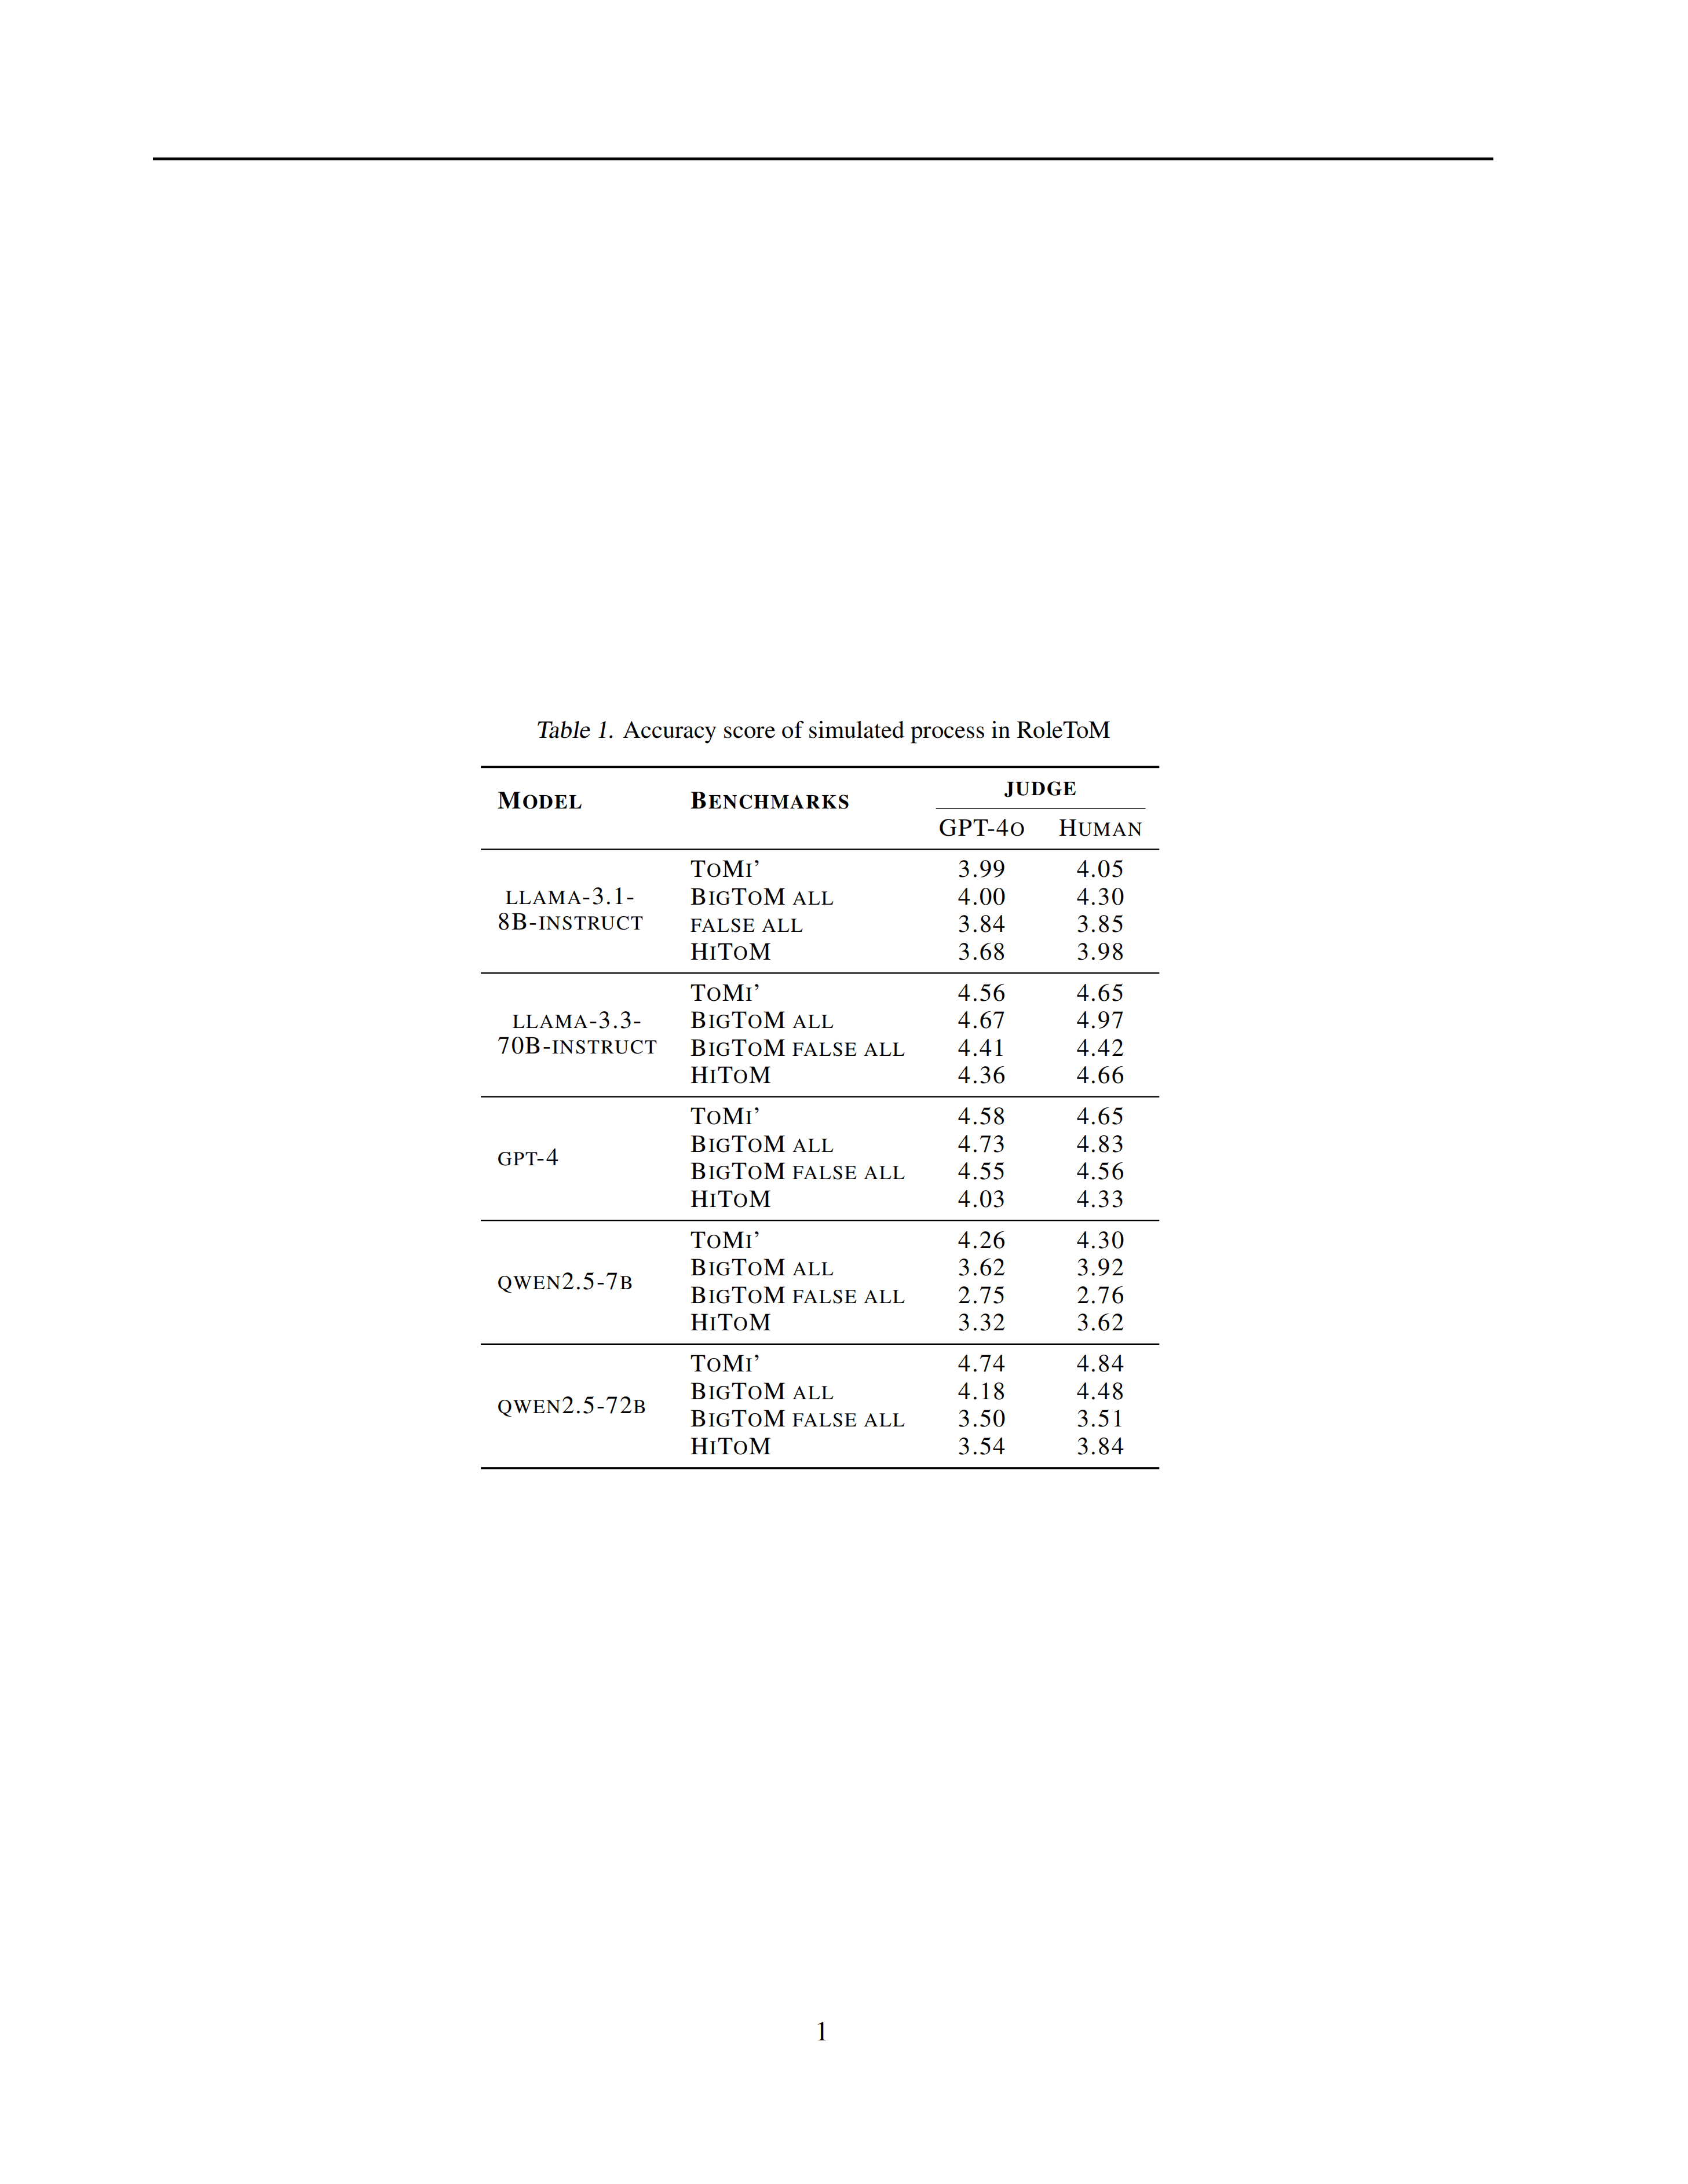 Table 1. Accuracy score of simulated process in RoleToM
MODEL BENCHMARKS JUDGE
GPT-4O HUMAN
LLAMA-3.1-
8B-INSTRUCT
TOMI' 3.99 4.05
BIGTOM ALL 4.00 4.30
FALSE ALL 3.84 3.85
HITOM 3.68 3.98
LLAMA-3.3-
70B-INSTRUCT
TOMI' 4.56 4.65
BIGTOM ALL 4.67 4.97
BIGTOM FALSE ALL 4.41 4.42
HITOM 4.36 4.66
GPT-4
TOMI' 4.58 4.65
BIGTOM ALL 4.73 4.83
BIGTOM FALSE ALL 4.55 4.56
HITOM 4.03 4.33
QWEN2.5-7B
TOMI' 4.26 4.30
BIGTOM ALL 3.62 3.92
BIGTOM FALSE ALL 2.75 2.76
HITOM 3.32 3.62
QWEN2.5-72B
TOMI' 4.74 4.84
BIGTOM ALL 4.18 4.48
BIGTOM FALSE ALL 3.50 3.51
HITOM 3.54 3.84
1